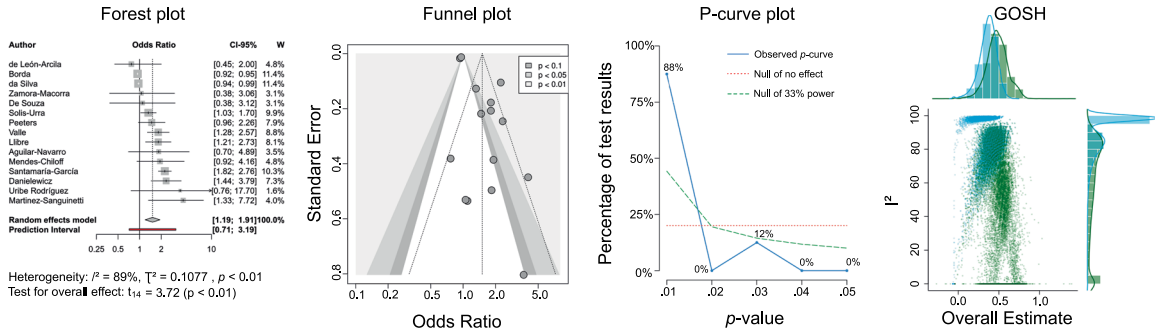 Forest plot
Author Odds Ratio CI-95% W
de León-Arcila [0.45; 2.00] 4.8%
Borda [0.92; 0.95] 11.4%
da Silva [0.94; 0.99] 11.4%
Zamora-Macorra [0.38; 3.06] 3.1%
De Souza [0.38; 3.12] 3.1%
Solis-Urra [1.03; 1.70] 9.9%
Peeters [0.96; 2.26] 7.9%
Valle [1.28; 2.57] 8.8%
Llibre [1.21; 2.73] 8.1%
Aguilar-Navarro [0.70; 4.89] 3.5%
Mendes-Chiloff [0.92; 4.16] 4.8%
Santamaría-García [1.82; 2.76] 10.3%
Danielewicz [1.44; 3.79] 7.3%
Uribe Rodríguez [0.76; 17.70] 1.6%
Martinez-Sanguinetti [1.33; 7.72] 4.0%
Random effects model [1.19; 1.91] 100.0%
Prediction Interval [0.71; 3.19]
0.25 0.5 1 2 10
Heterogeneity: I² = 89%, Ʈ² = 0.1077 , p < 0.01
Test for overall effect: t₁₄ = 3.72 (p < 0.01)
Funnel plot
p < 0.1
p < 0.05
p < 0.01
Standard Error
0.0
0.2
0.4
0.6
0.8
0.1 0.2 0.5 1.0 2.0 5.0
Odds Ratio
P-curve plot
Percentage of test results
100%
75%
50%
25%
0%
Observed p-curve
Null of no effect
Null of 33% power
88%
0%
12%
0%
0%
.01 .02 .03 .04 .05
p-value
GOSH
I²
100
90
80
70
60
50
40
30
20
10
0
0.0 0.5 1.0
Overall Estimate